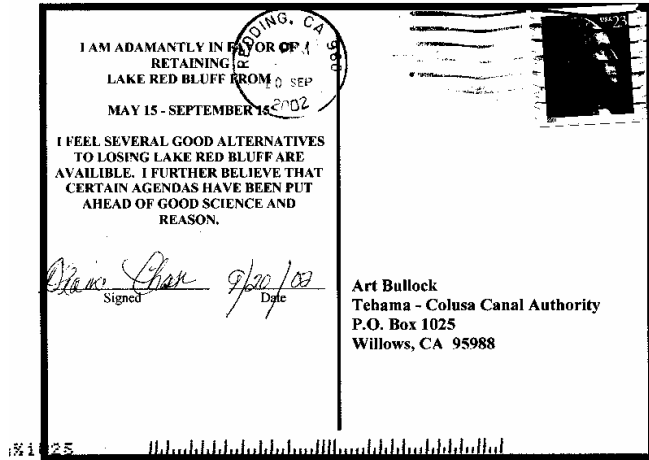 I AM ADAMANTLY IN FAVOR OF
RETAINING
LAKE RED BLUFF FROM
MAY 15 - SEPTEMBER 15
I FEEL SEVERAL GOOD ALTERNATIVES
TO LOSING LAKE RED BLUFF ARE
AVAILIBLE. I FURTHER BELIEVE THAT
CERTAIN AGENDAS HAVE BEEN PUT
AHEAD OF GOOD SCIENCE AND
REASON.
Chan 9/20/02
Signed Date
REDDING, CA 960
20 SEP
2002
USA 23
Art Bullock
Tehama - Colusa Canal Authority
P.O. Box 1025
Willows, CA 95988